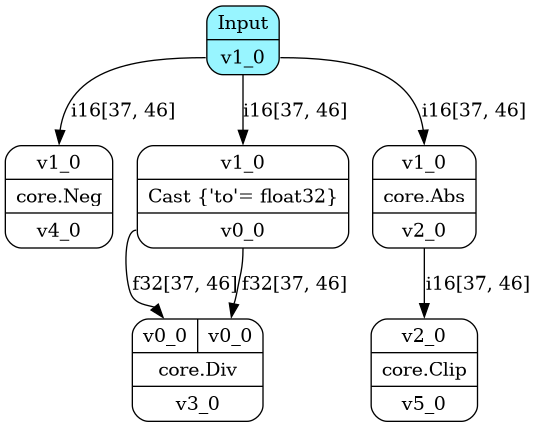 Input
v1_0
i16[37, 46]
i16[37, 46]
i16[37, 46]
v1_0
core.Neg
v4_0
v1_0
Cast {'to'= float32}
v0_0
v1_0
core.Abs
v2_0
f32[37, 46]
f32[37, 46]
i16[37, 46]
v0_0
v0_0
core.Div
v3_0
v2_0
core.Clip
v5_0